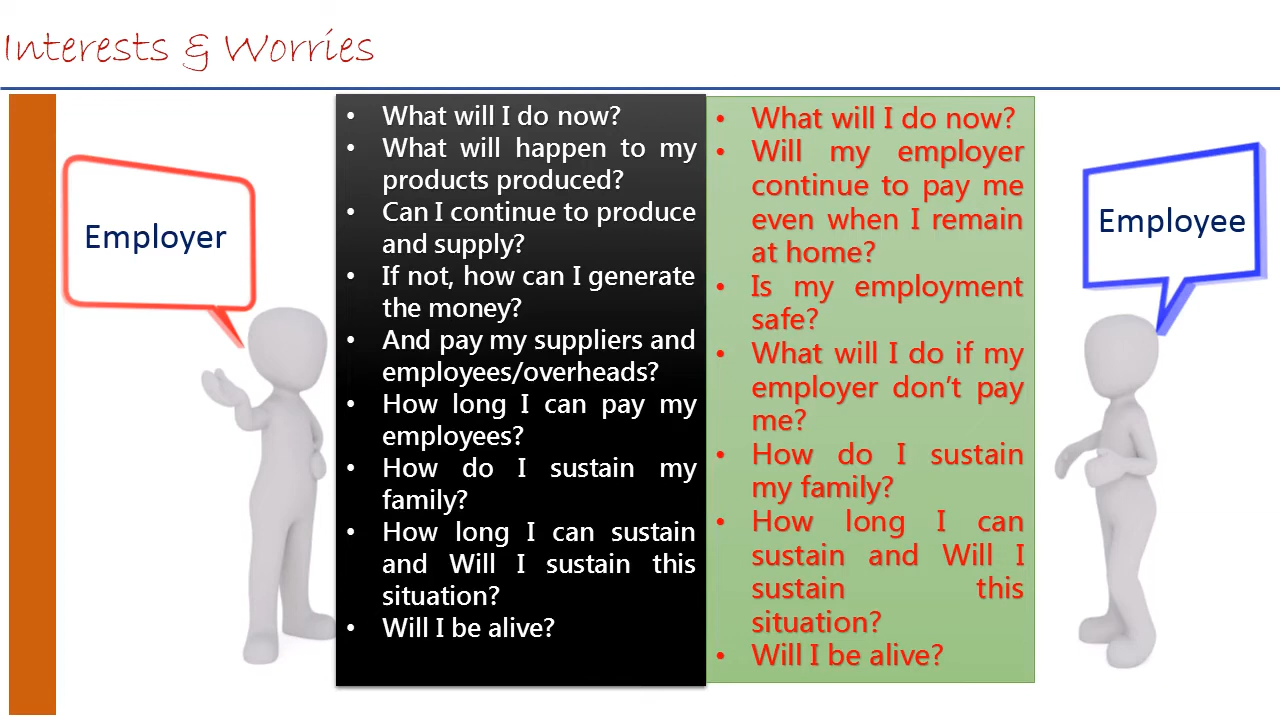 Interests & Worries
Employer
• What will I do now?
• What will happen to my
products produced?
• Can I continue to produce
and supply?
• If not, how can I generate
the money?
• And pay my suppliers and
employees/overheads?
• How long I can pay my
employees?
• How do I sustain my
family?
• How long I can sustain
and Will I sustain this
situation?
• Will I be alive?
• What will I do now?
• Will my employer
continue to pay me
even when I remain
at home?
• Is my employment
safe?
• What will I do if my
employer don’t pay
me?
• How do I sustain
my family?
• How long I can
sustain and Will I
sustain this
situation?
• Will I be alive?
Employee